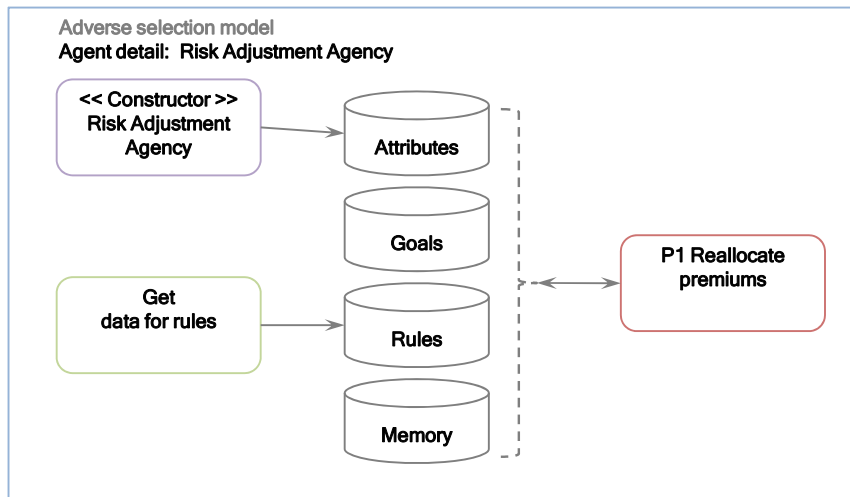 Adverse selection model
Agent detail:  Risk Adjustment Agency
<< Constructor >>
Risk Adjustment
Agency
Attributes
Goals
Get
data for rules
Rules
Memory
P1 Reallocate
premiums